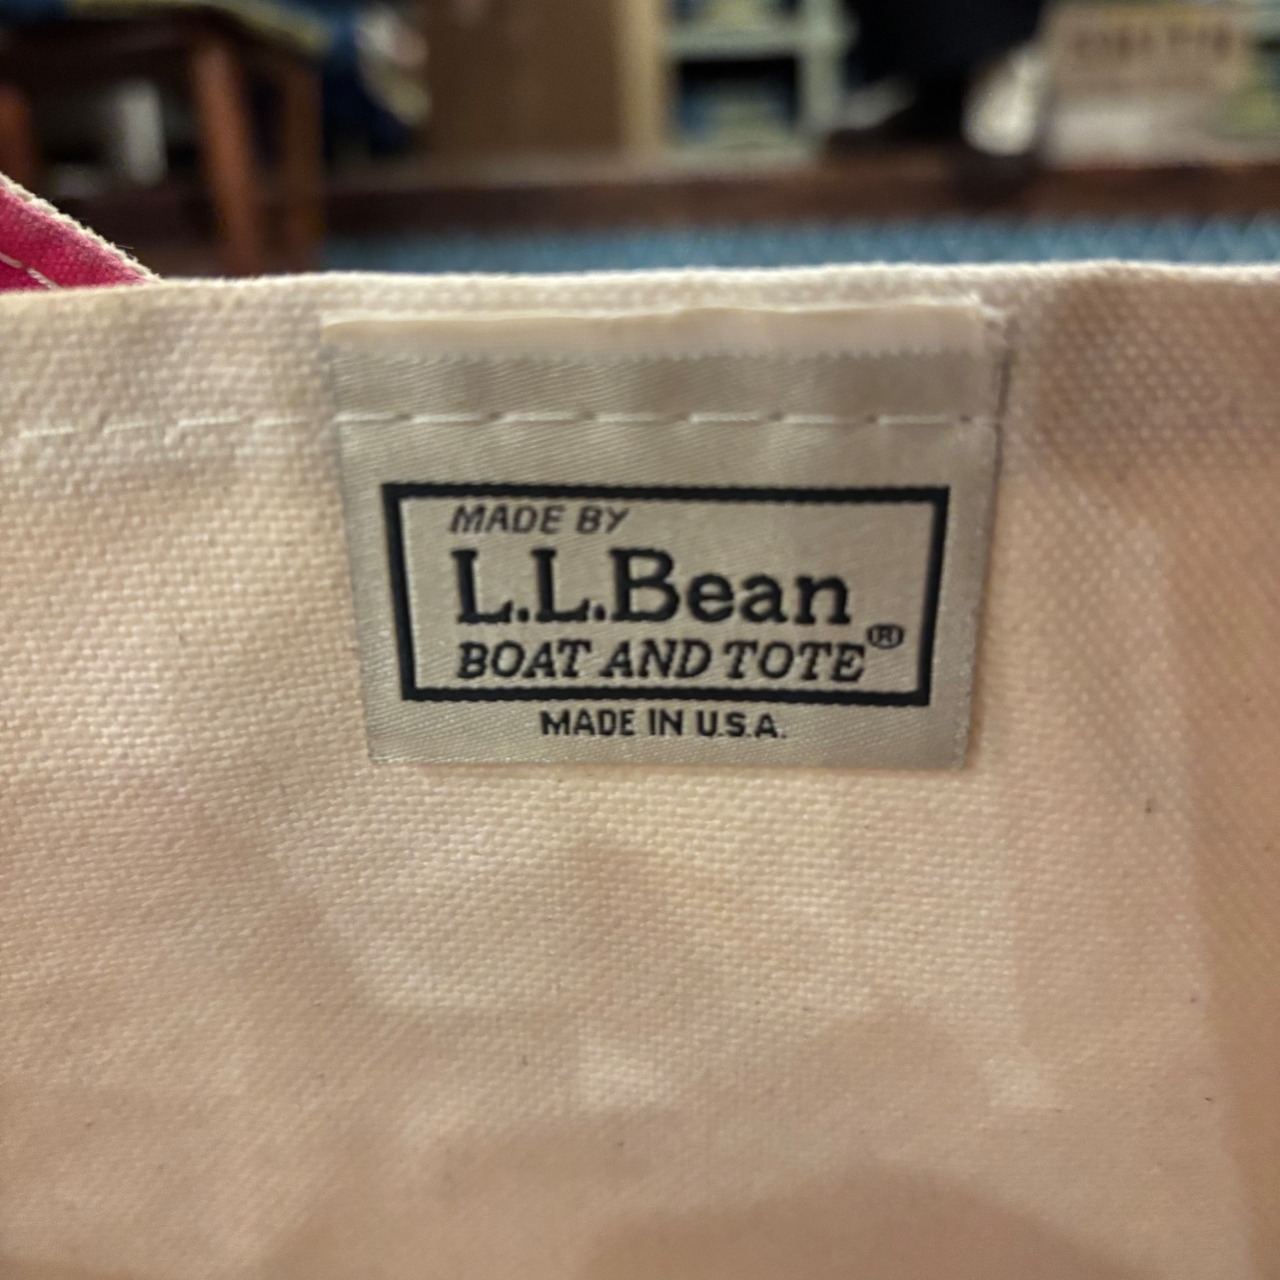 MADE BY
L.L.Bean
BOAT AND TOTE®
MADE IN U.S.A.